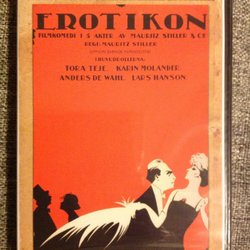 EROTIKON
FILMKOMEDI I 5 AKTER AV MAURITZ STILLER & Co
REGI: MAURITZ STILLER
I HUVUDROLLERNA:
TORA TEJE KARIN MOLANDER
ANDERS DE WAHL LARS HANSON